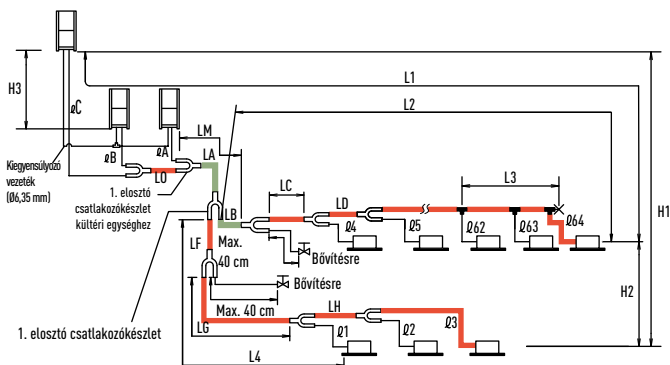 H3
ℓC
L1
L2
LM
ℓA
ℓB
LA
Kiegyensúlyozó
vezeték
(Ø6,35 mm)
LO
1. elosztó
csatlakozókészlet
kültéri egységhez
LC
LD
L3
LB
ℓ4
ℓ5
ℓ62
ℓ63
ℓ64
H1
LF
Max.
40 cm
Bővítésre
H2
Bővítésre
Max. 40 cm
1. elosztó csatlakozókészlet
LG
LH
ℓ1
ℓ2
ℓ3
L4